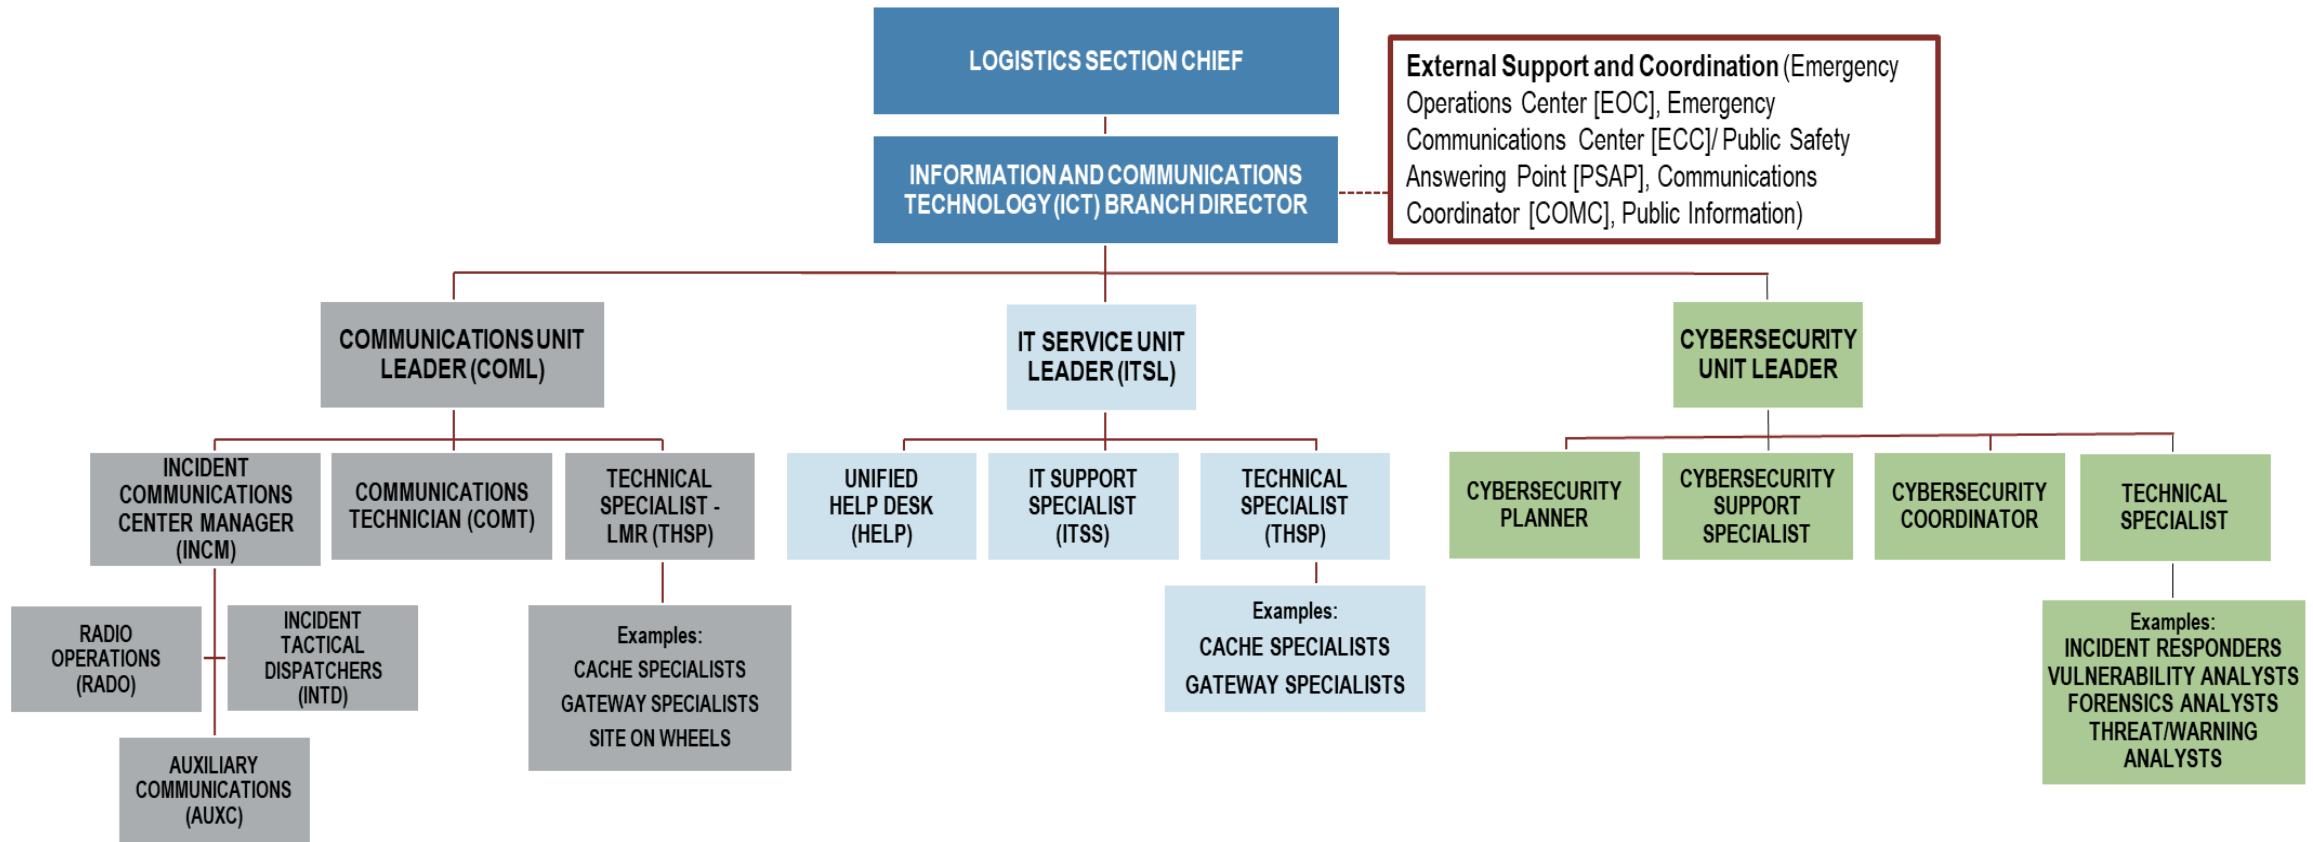 LOGISTICS SECTION CHIEF
External Support and Coordination (Emergency
Operations Center [EOC], Emergency
Communications Center [ECC]/ Public Safety
Answering Point [PSAP], Communications
Coordinator [COMC], Public Information)
INFORMATION AND COMMUNICATIONS
TECHNOLOGY (ICT) BRANCH DIRECTOR
COMMUNICATIONS UNIT
LEADER (COML)
IT SERVICE UNIT
LEADER (ITSL)
CYBERSECURITY
UNIT LEADER
INCIDENT
COMMUNICATIONS
CENTER MANAGER
(INCM)
COMMUNICATIONS
TECHNICIAN (COMT)
TECHNICAL
SPECIALIST -
LMR (THSP)
UNIFIED
HELP DESK
(HELP)
IT SUPPORT
SPECIALIST
(ITSS)
TECHNICAL
SPECIALIST
(THSP)
CYBERSECURITY
PLANNER
CYBERSECURITY
SUPPORT
SPECIALIST
CYBERSECURITY
COORDINATOR
TECHNICAL
SPECIALIST
RADIO
OPERATIONS
(RADO)
INCIDENT
TACTICAL
DISPATCHERS
(INTD)
AUXILIARY
COMMUNICATIONS
(AUXC)
Examples:
CACHE SPECIALISTS
GATEWAY SPECIALISTS
SITE ON WHEELS
Examples:
CACHE SPECIALISTS
GATEWAY SPECIALISTS
Examples:
INCIDENT RESPONDERS
VULNERABILITY ANALYSTS
FORENSICS ANALYSTS
THREAT/WARNING
ANALYSTS